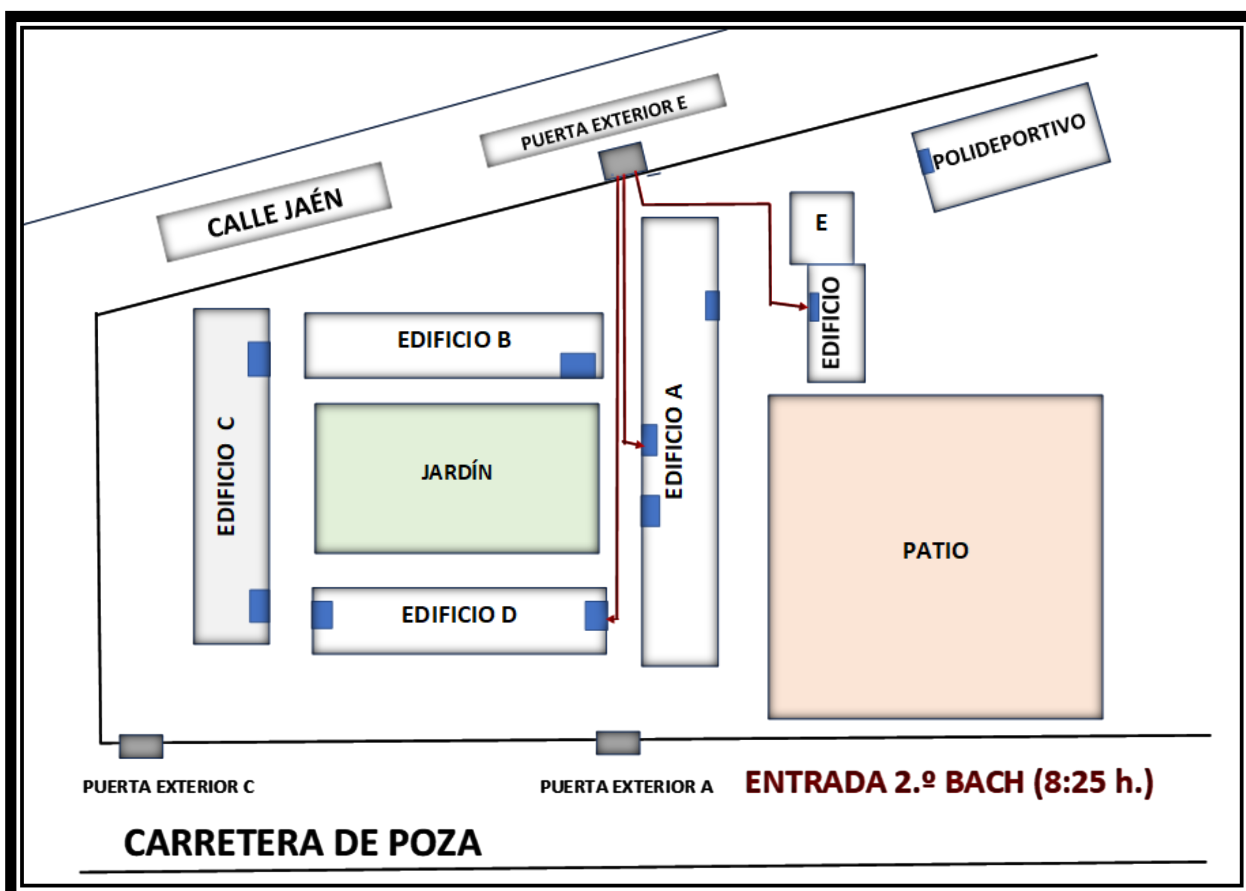 PUERTA EXTERIOR E
POLIDEPORTIVO
CALLE JAÉN
E
EDIFICIO
EDIFICIO B
EDIFICIO A
EDIFICIO C
JARDÍN
PATIO
EDIFICIO D
PUERTA EXTERIOR C
PUERTA EXTERIOR A
ENTRADA 2.º BACH (8:25 h.)
CARRETERA DE POZA